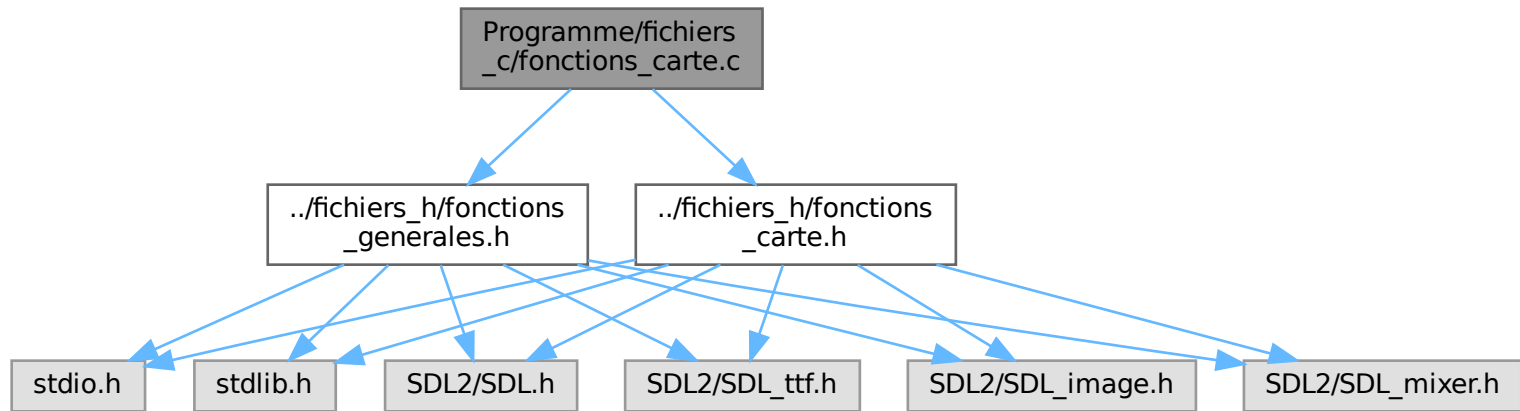 Programme/fichiers
_c/fonctions_carte.c
../fichiers_h/fonctions
_generales.h
../fichiers_h/fonctions
_carte.h
stdio.h
stdlib.h
SDL2/SDL.h
SDL2/SDL_ttf.h
SDL2/SDL_image.h
SDL2/SDL_mixer.h